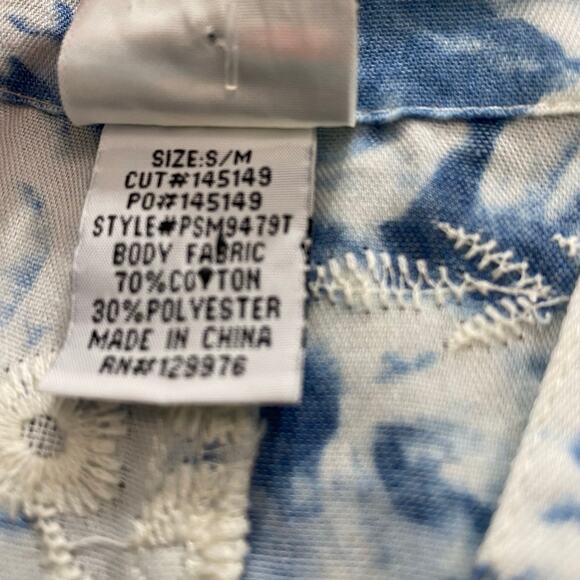 SIZE:S/M
CUT#145149
PO#145149
STYLE#PSM9479T
BODY FABRIC
70%COTTON
30%POLYESTER
MADE IN CHINA
RN#129976